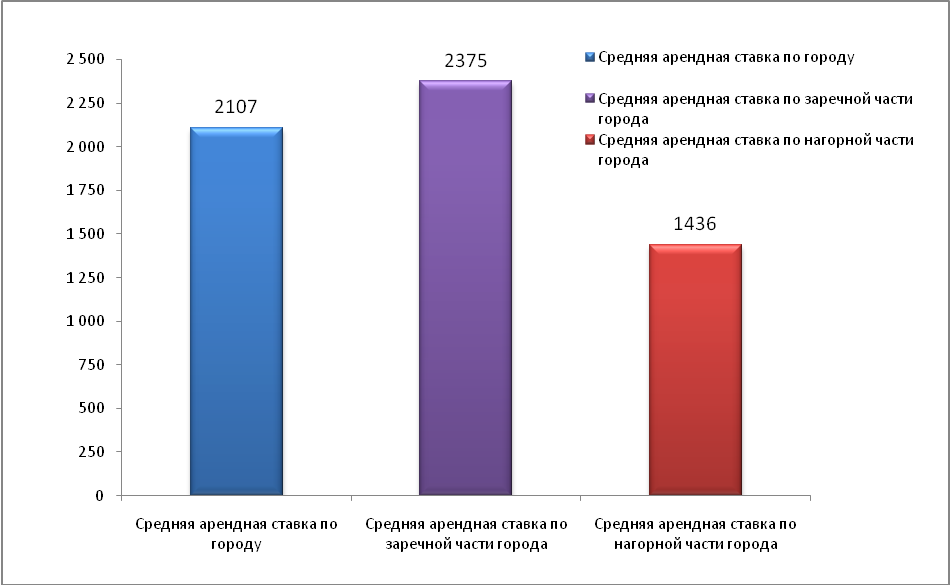 2 500
2 250
2 000
1 750
1 500
1 250
1 000
750
500
250
0
2107
2375
1436
Средняя арендная ставка по городу
Средняя арендная ставка по заречной части
города
Средняя арендная ставка по нагорной части
города
Средняя арендная ставка по
городу
Средняя арендная ставка по
заречной части города
Средняя арендная ставка по
нагорной части города